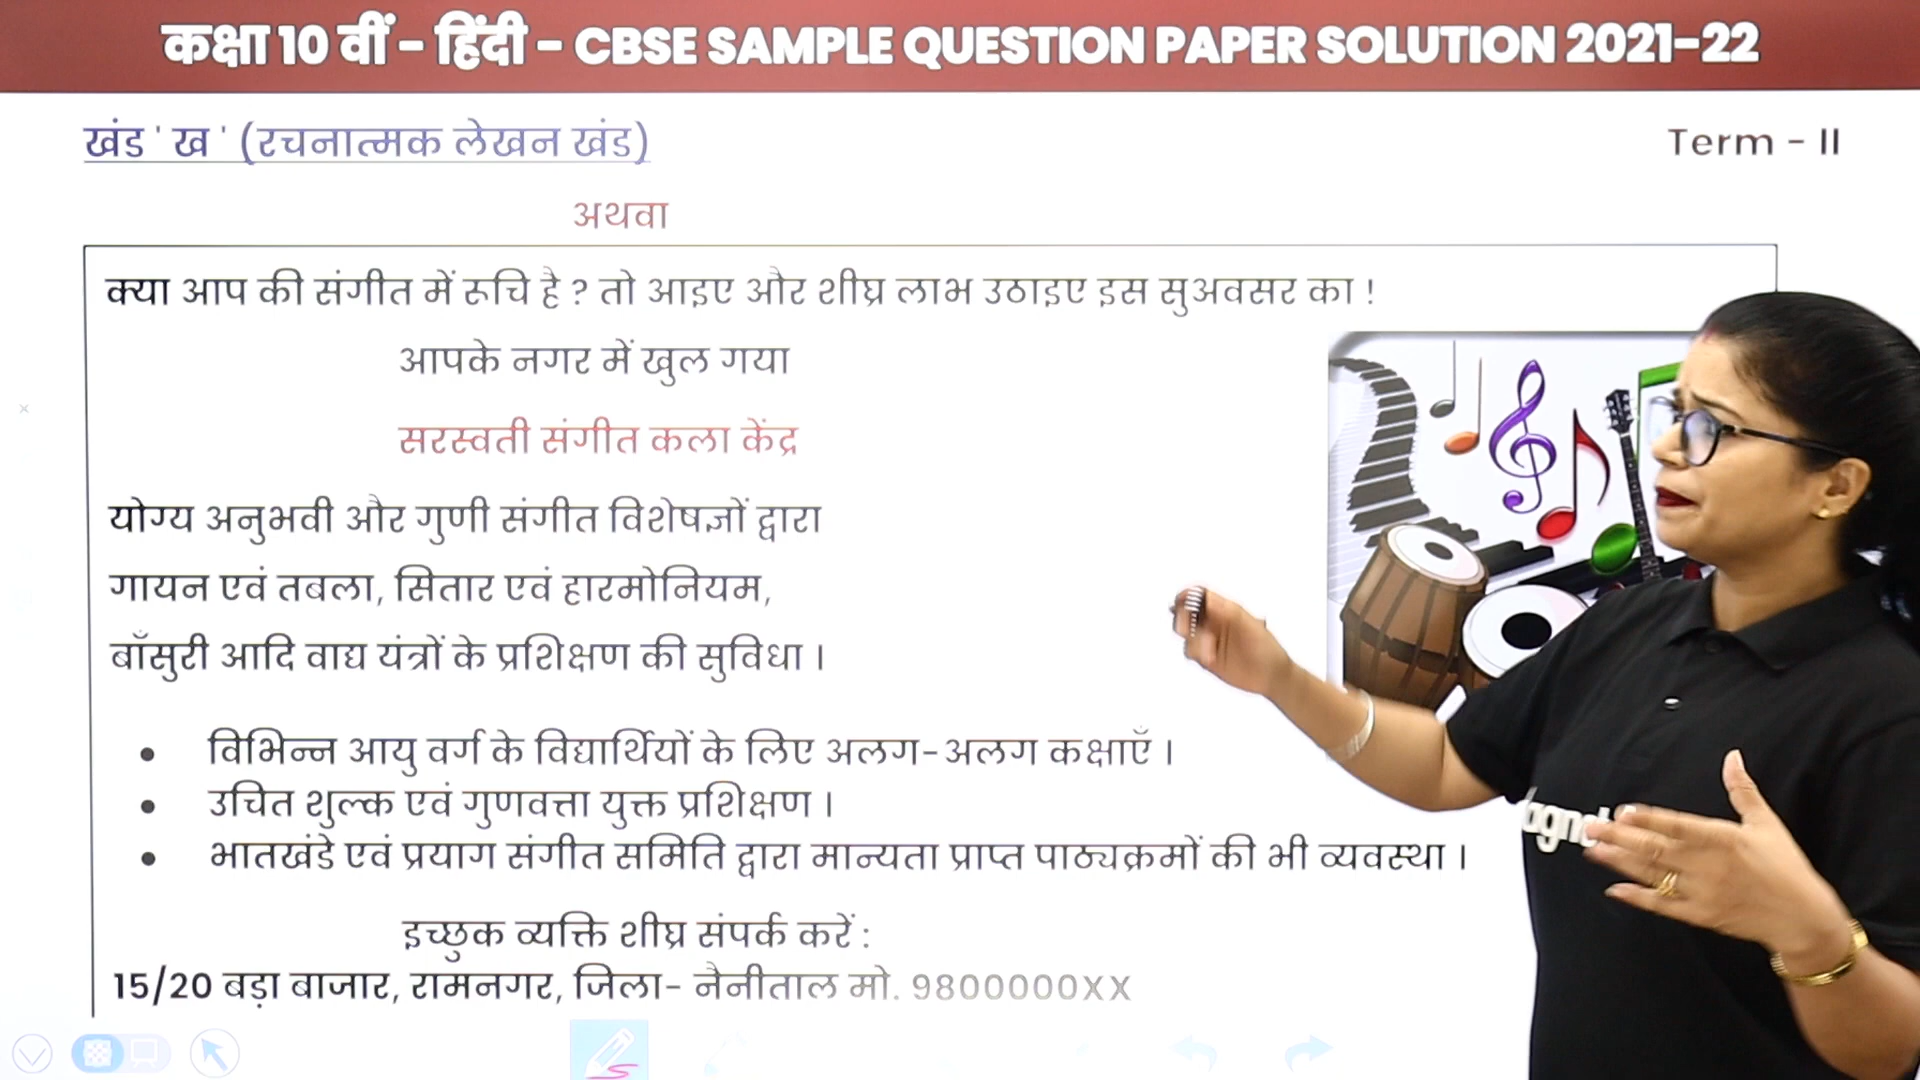 कक्षा 10 वीं - हिंदी - CBSE SAMPLE QUESTION PAPER SOLUTION 2021-22
खंड ' ख ' (रचनात्मक लेखन खंड)
Term - II
अथवा
क्या आप की संगीत में रूचि है ? तो आइए और शीघ्र लाभ उठाइए इस सुअवसर का !
आपके नगर में खुल गया
सरस्वती संगीत कला केंद्र
योग्य अनुभवी और गुणी संगीत विशेषज्ञों द्वारा
गायन एवं तबला, सितार एवं हारमोनियम,
बाँसुरी आदि वाद्य यंत्रों के प्रशिक्षण की सुविधा ।
• विभिन्न आयु वर्ग के विद्यार्थियों के लिए अलग-अलग कक्षाएँ ।
• उचित शुल्क एवं गुणवत्ता युक्त प्रशिक्षण ।
• भातखंडे एवं प्रयाग संगीत समिति द्वारा मान्यता प्राप्त पाठ्यक्रमों की भी व्यवस्था ।
इच्छुक व्यक्ति शीघ्र संपर्क करें :
15/20 बड़ा बाजार, रामनगर, जिला- नैनीताल मो. 9800000XX